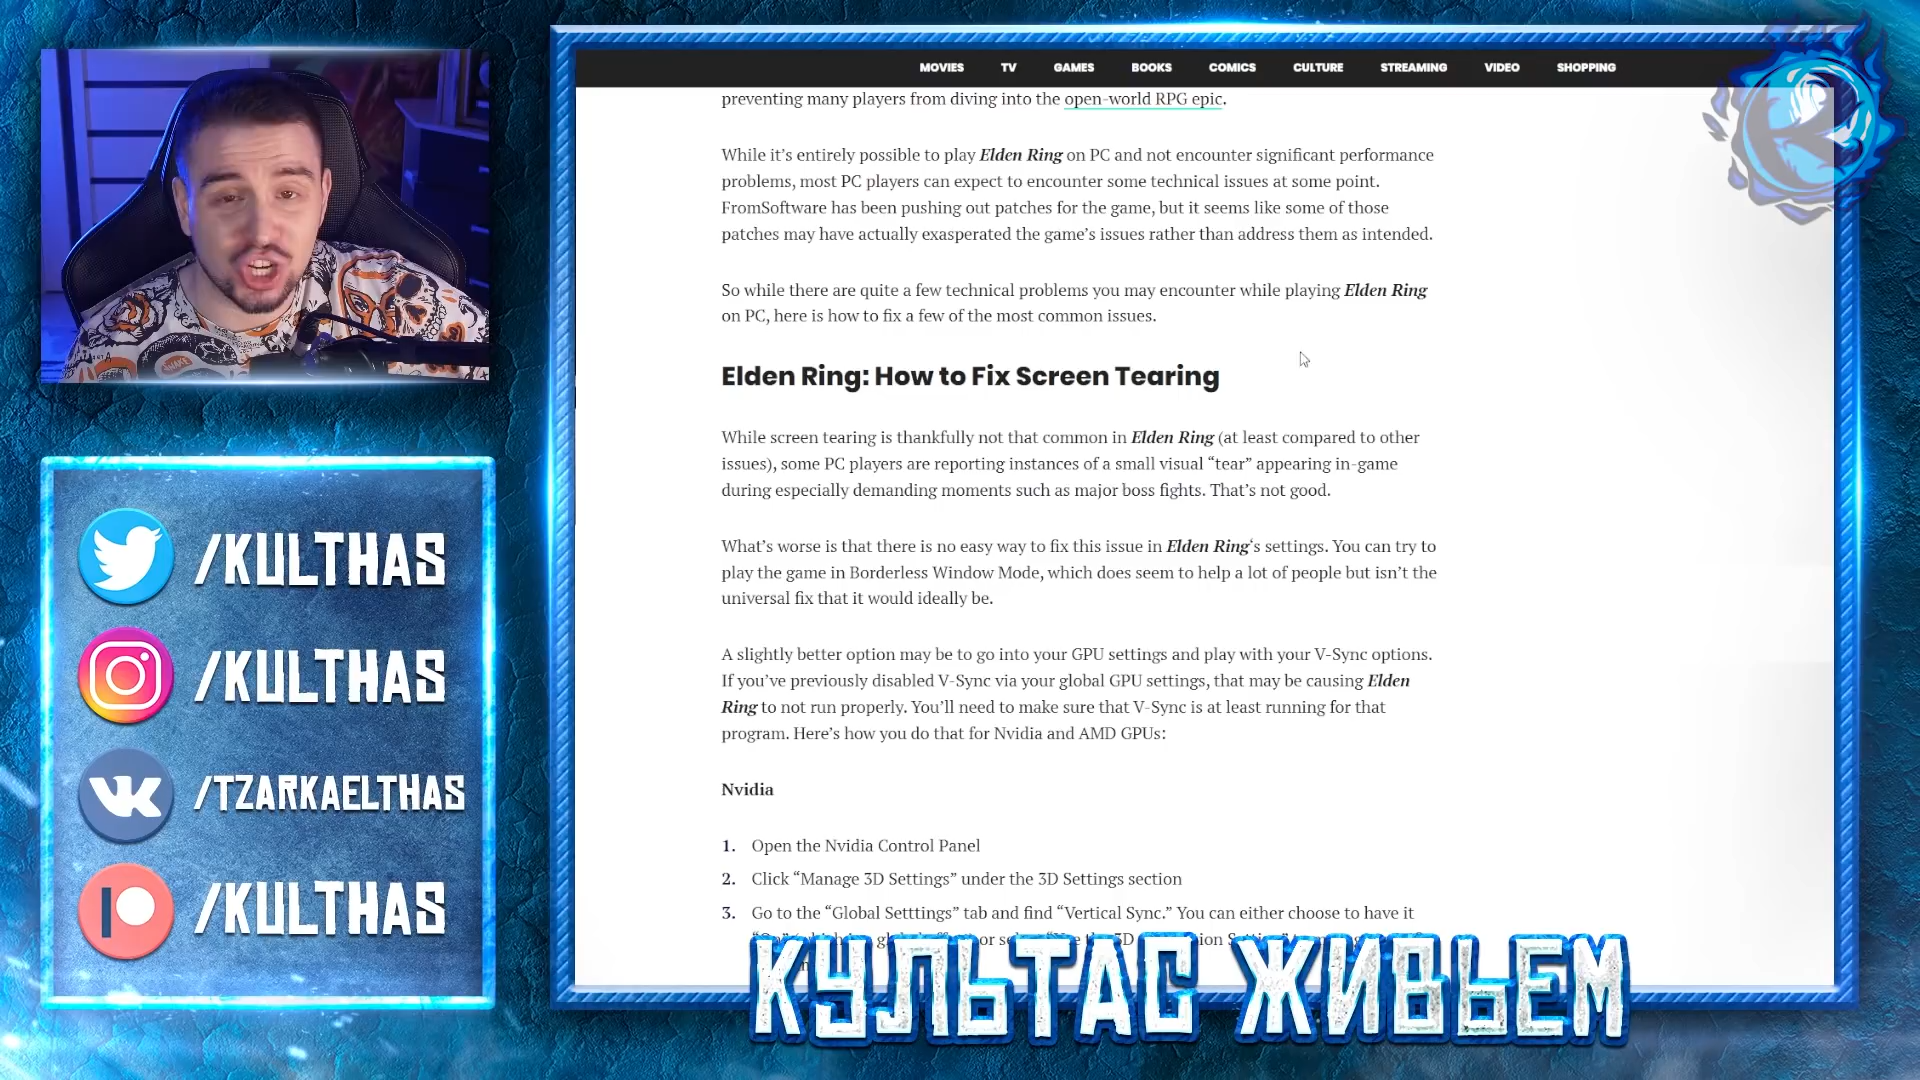 /KULTHAS
/KULTHAS
/TZARKAELTHAS
/KULTHAS
MOVIES TV GAMES BOOKS COMICS CULTURE STREAMING VIDEO SHOPPING
preventing many players from diving into the open-world RPG epic.
While it’s entirely possible to play Elden Ring on PC and not encounter significant performance
problems, most PC players can expect to encounter some technical issues at some point.
FromSoftware has been pushing out patches for the game, but it seems like some of those
patches may have actually exasperated the game’s issues rather than address them as intended.
So while there are quite a few technical problems you may encounter while playing Elden Ring
on PC, here is how to fix a few of the most common issues.
Elden Ring: How to Fix Screen Tearing
While screen tearing is thankfully not that common in Elden Ring (at least compared to other
issues), some PC players are reporting instances of a small visual “tear” appearing in-game
during especially demanding moments such as major boss fights. That’s not good.
What’s worse is that there is no easy way to fix this issue in Elden Ring‘s settings. You can try to
play the game in Borderless Window Mode, which does seem to help a lot of people but isn’t the
universal fix that it would ideally be.
A slightly better option may be to go into your GPU settings and play with your V-Sync options.
If you’ve previously disabled V-Sync via your global GPU settings, that may be causing Elden
Ring to not run properly. You’ll need to make sure that V-Sync is at least running for that
program. Here’s how you do that for Nvidia and AMD GPUs:
Nvidia
1. Open the Nvidia Control Panel
2. Click “Manage 3D Settings” under the 3D Settings section
3. Go to the “Global Setttings” tab and find “Vertical Sync.” You can either choose to have it
КУЛЬТАС ЖИВЬЕМ